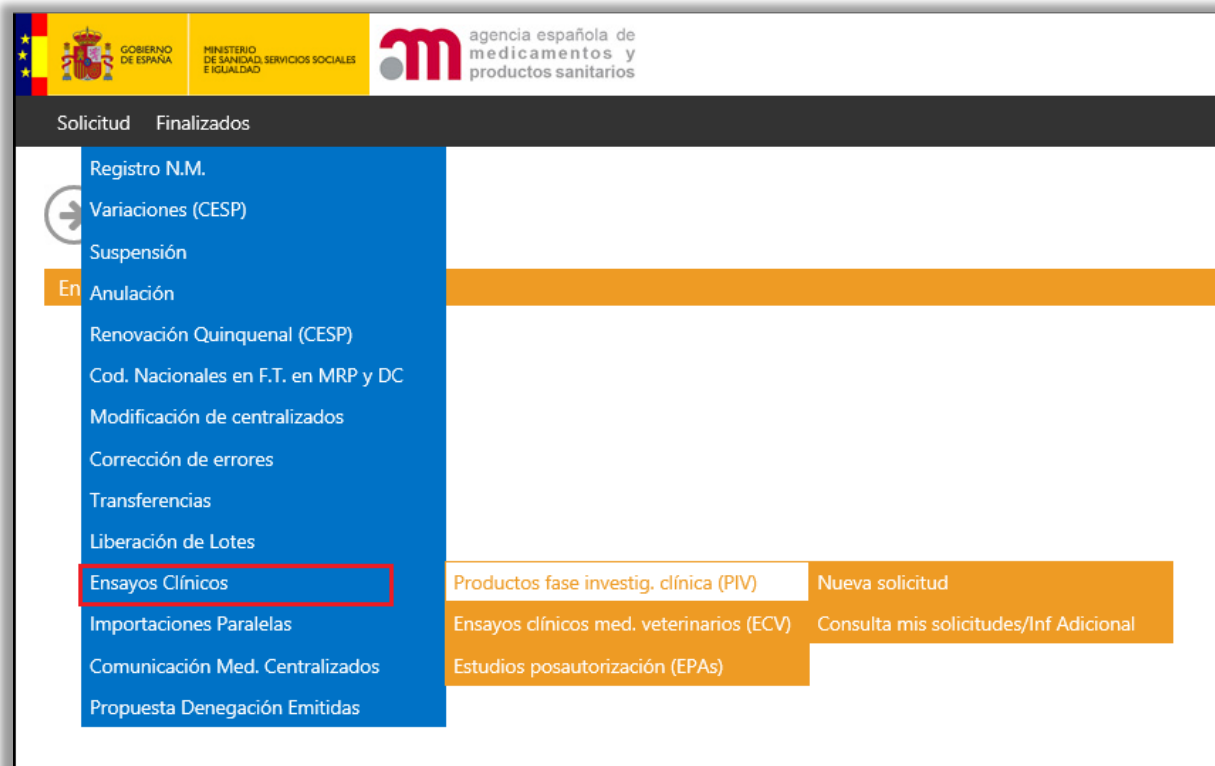 GOBIERNO
DE ESPAÑA
MINISTERIO
DE SANIDAD, SERVICIOS SOCIALES
E IGUALDAD
agencia española de
medicamentos y
productos sanitarios
Solicitud Finalizados
Registro N.M.
Variaciones (CESP)
Suspensión
En
Anulación
Renovación Quinquenal (CESP)
Cod. Nacionales en F.T. en MRP y DC
Modificación de centralizados
Corrección de errores
Transferencias
Liberación de Lotes
Ensayos Clínicos
Productos fase investig. clínica (PIV)
Nueva solicitud
Importaciones Paralelas
Ensayos clínicos med. veterinarios (ECV)
Consulta mis solicitudes/Inf Adicional
Comunicación Med. Centralizados
Estudios posautorización (EPAs)
Propuesta Denegación Emitidas